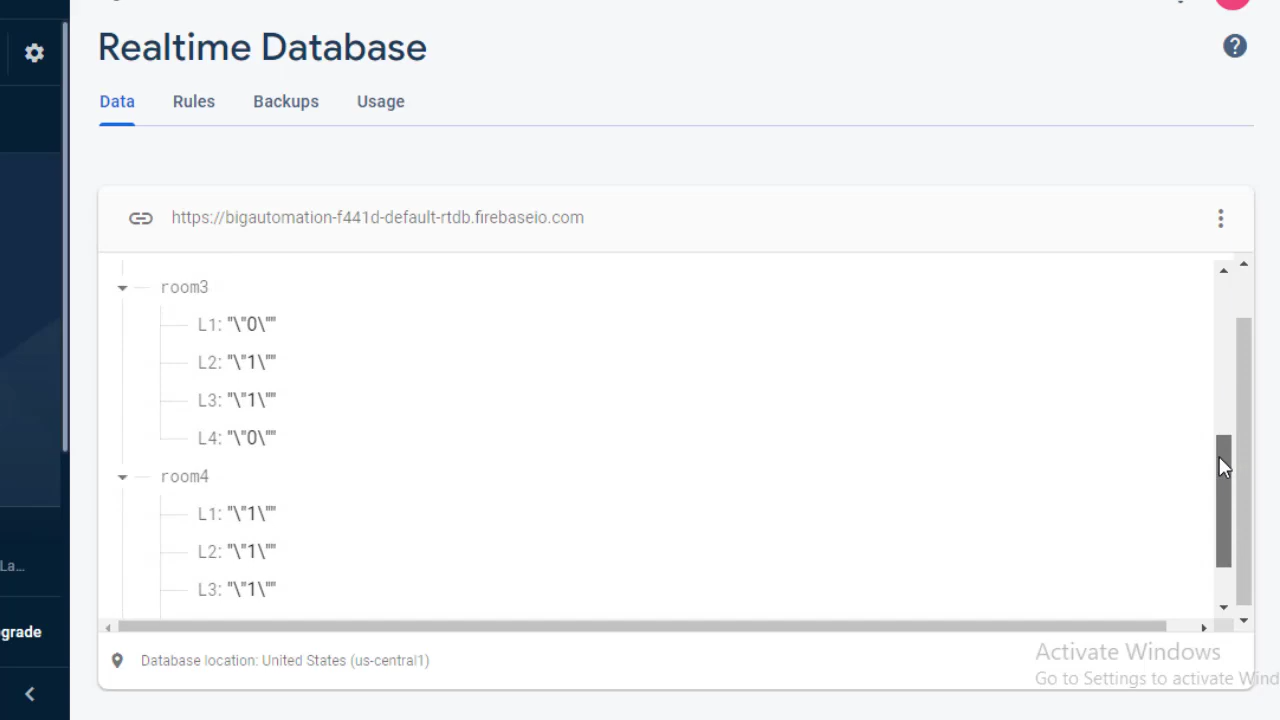 Realtime Database
Data Rules Backups Usage
https://bigautomation-f441d-default-rtdb.firebaseio.com
room3
L1: "\"0\""
L2: "\"1\""
L3: "\"1\""
L4: "\"0\""
room4
L1: "\"1\""
L2: "\"1\""
L3: "\"1\""
La...
grade
Database location: United States (us-central1)
Activate Windows
Go to Settings to activate Wind